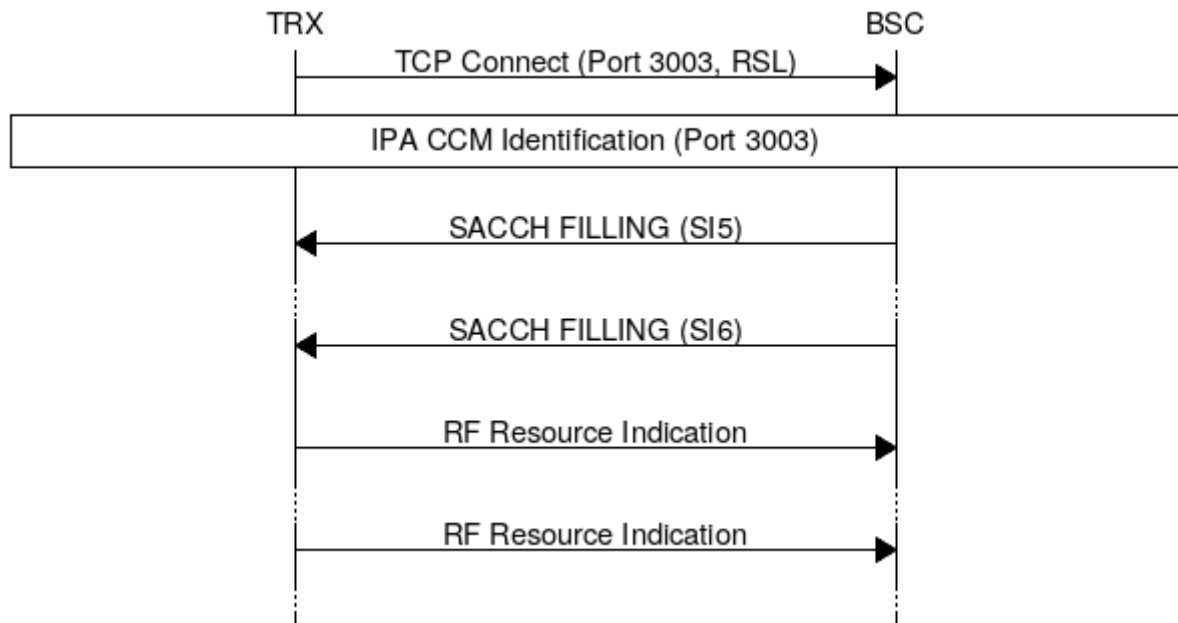 TRX BSC
TCP Connect (Port 3003, RSL)
IPA CCM Identification (Port 3003)
SACCH FILLING (SI5)
SACCH FILLING (SI6)
RF Resource Indication
RF Resource Indication